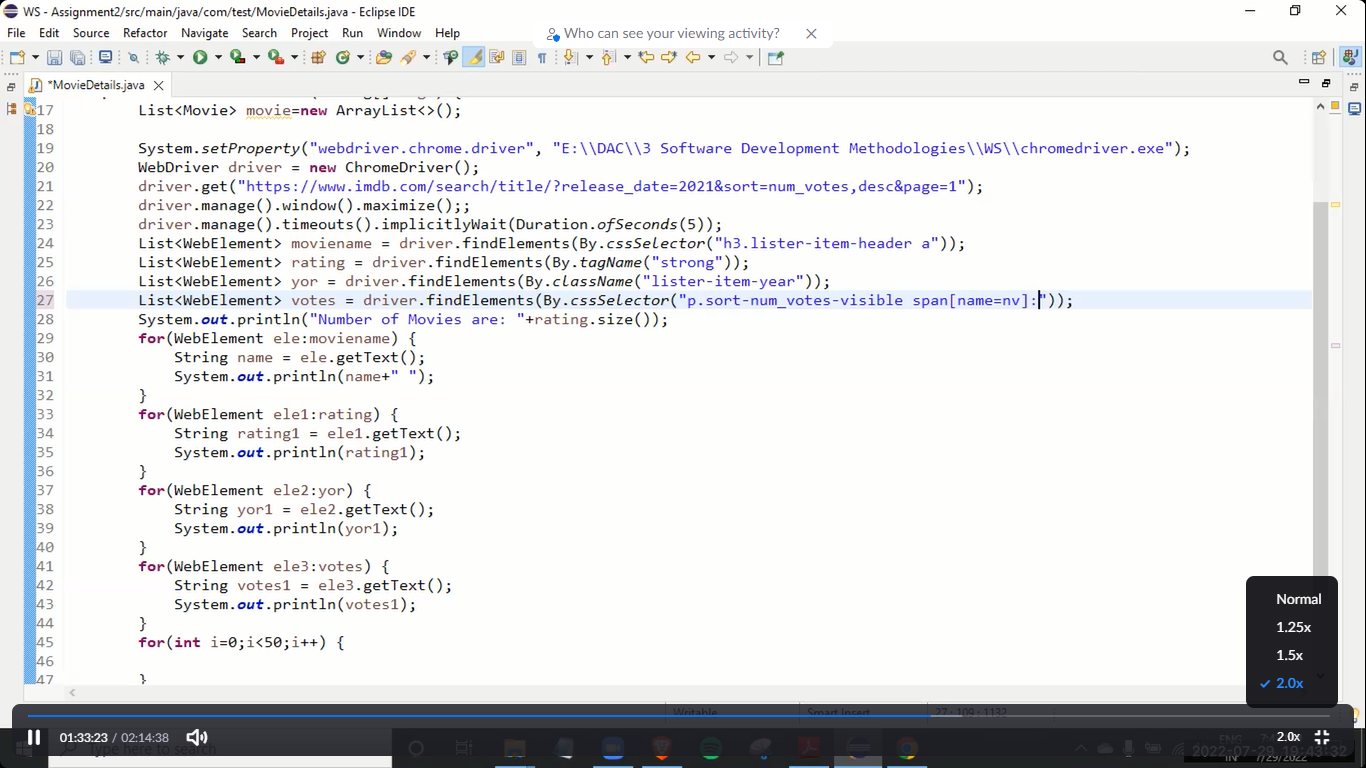 WS - Assignment2/src/main/java/com/test/MovieDetails.java - Eclipse IDE
File Edit Source Refactor Navigate Search Project Run Window Help
Who can see your viewing activity?
*MovieDetails.java
17 List<Movie> movie=new ArrayList<>();
18
19 System.setProperty("webdriver.chrome.driver", "E:\\DAC\\3 Software Development Methodologies\\WS\\chromedriver.exe");
20 WebDriver driver = new ChromeDriver();
21 driver.get("https://www.imdb.com/search/title/?release_date=2021&sort=num_votes,desc&page=1");
22 driver.manage().window().maximize();;
23 driver.manage().timeouts().implicitlyWait(Duration.ofSeconds(5));
24 List<WebElement> moviename = driver.findElements(By.cssSelector("h3.lister-item-header a"));
25 List<WebElement> rating = driver.findElements(By.tagName("strong"));
26 List<WebElement> yor = driver.findElements(By.className("lister-item-year"));
27 List<WebElement> votes = driver.findElements(By.cssSelector("p.sort-num_votes-visible span[name=nv]:"));
28 System.out.println("Number of Movies are: "+rating.size());
29 for(WebElement ele:moviename) {
30 String name = ele.getText();
31 System.out.println(name+" ");
32 }
33 for(WebElement ele1:rating) {
34 String rating1 = ele1.getText();
35 System.out.println(rating1);
36 }
37 for(WebElement ele2:yor) {
38 String yor1 = ele2.getText();
39 System.out.println(yor1);
40 }
41 for(WebElement ele3:votes) {
42 String votes1 = ele3.getText();
43 System.out.println(votes1);
44 }
45 for(int i=0;i<50;i++) {
46
47 }
Normal
1.25x
1.5x
2.0x
Writable Smart Insert 27 : 109 : 1132
01:33:23 / 02:14:38
2.0x
Type here to search
ENG
IN 7/29/2022
2022-07-29 19:43:32